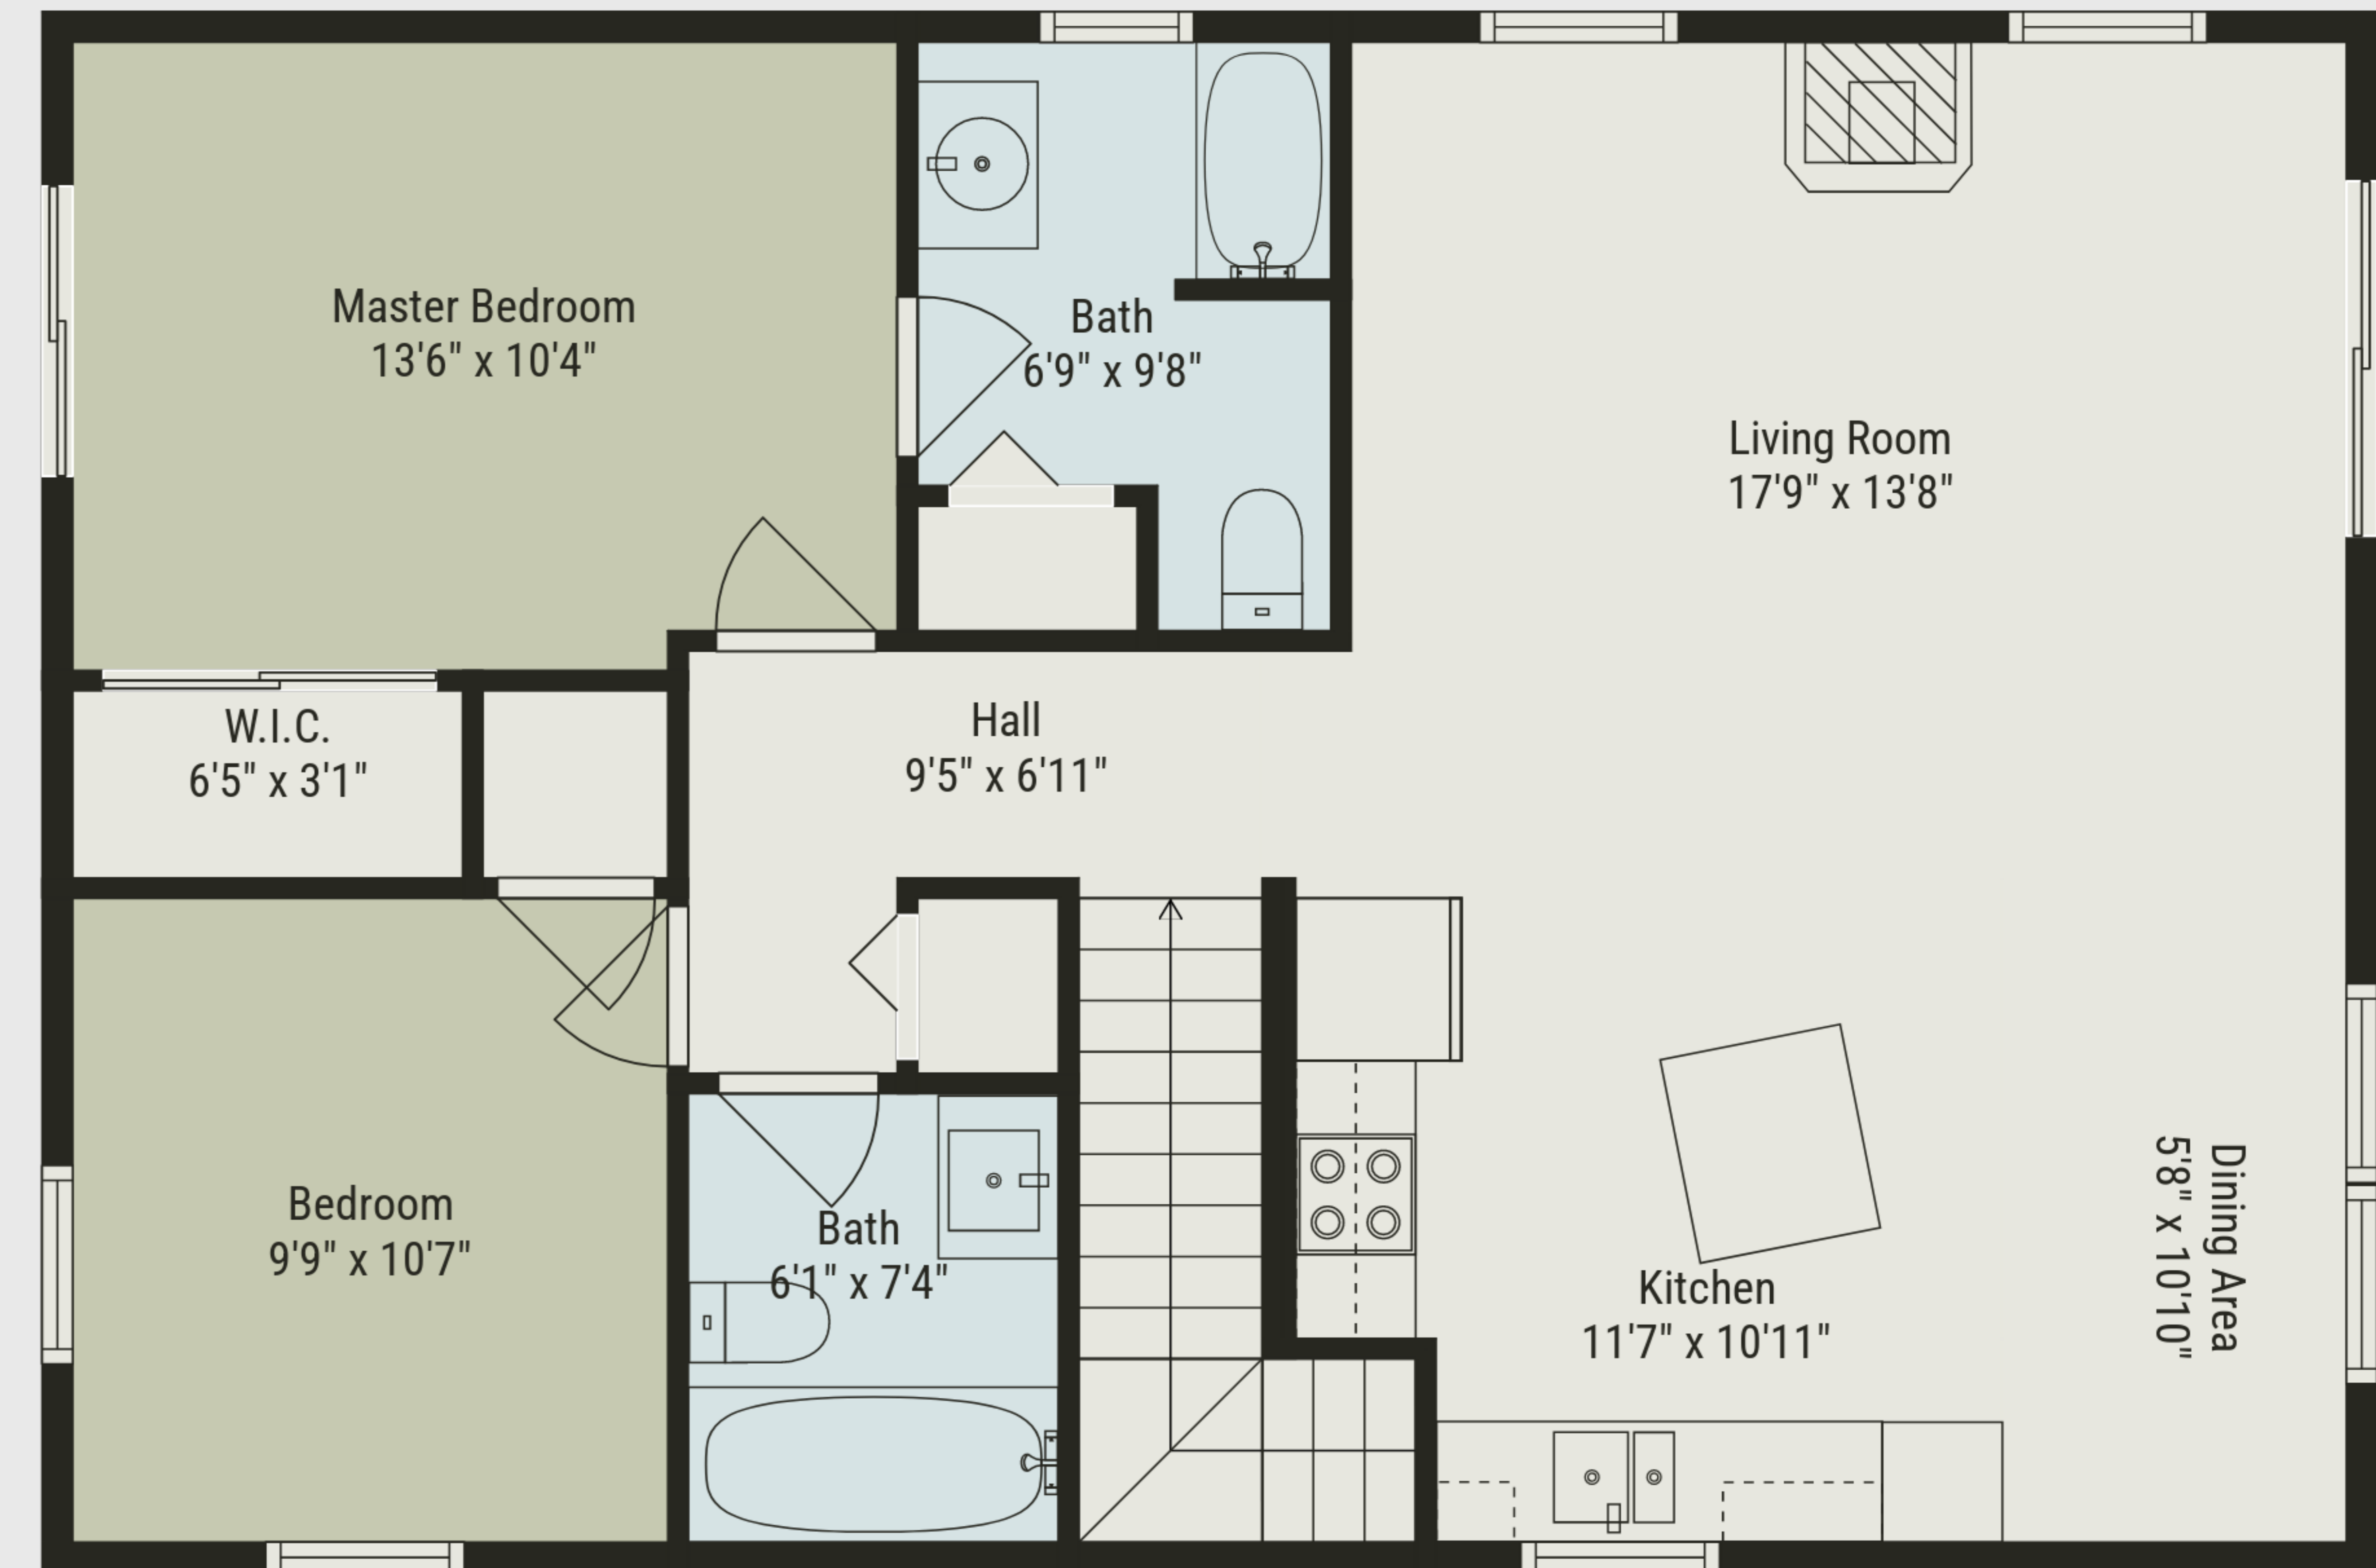 Master Bedroom
13'6" x 10'4"
Bath
6'9" x 9'8"
Living Room
17'9" x 13'8"
W.I.C.
6'5" x 3'1"
Hall
9'5" x 6'11"
Bedroom
9'9" x 10'7"
Bath
6'1" x 7'4"
Kitchen
11'7" x 10'11"
Dining Area
5'8" x 10'10"